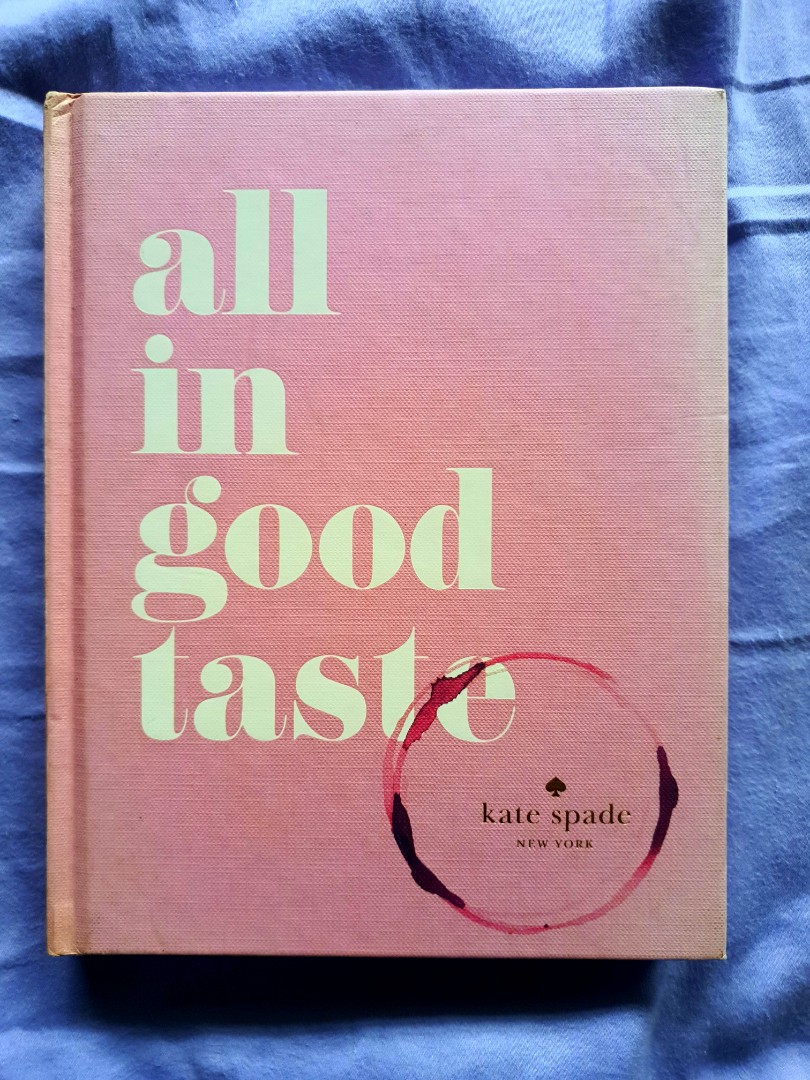 all
in
good
taste
kate spade
NEW YORK